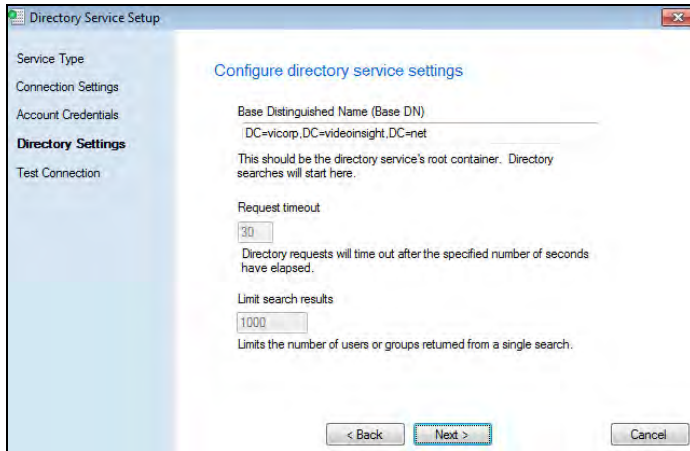 Directory Service Setup
Service Type
Connection Settings
Account Credentials
Directory Settings
Test Connection
Configure directory service settings
Base Distinguished Name (Base DN)
DC=vicorp,DC=videoinsight,DC=net
This should be the directory service's root container. Directory
searches will start here.
Request timeout
30
Directory requests will time out after the specified number of seconds
have elapsed.
Limit search results
1000
Limits the number of users or groups returned from a single search.
< Back
Next >
Cancel